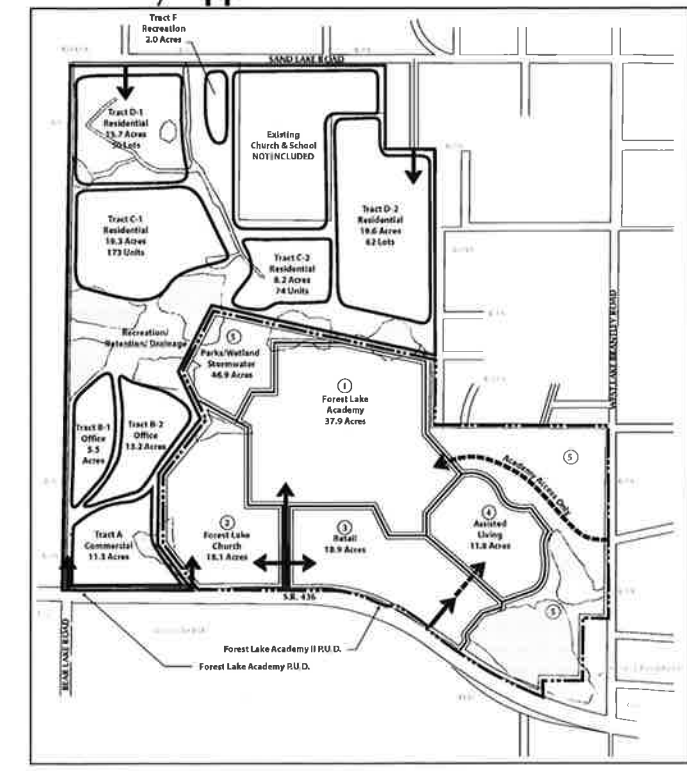 Tract F
Recreation
2.0 Acres
SAND LAKE ROAD
Tract D-1
Residential
15.7 Acres
50 Lots
Existing
Church & School
NOT INCLUDED
Tract D-2
Residential
19.6 Acres
62 Lots
Tract C-1
Residential
19.3 Acres
173 Units
Tract C-2
Residential
8.2 Acres
74 Units
Recreation/
Retention/Drainage
5
Parks/Wetland
Stormwater
46.9 Acres
1
Forest Lake
Academy
37.9 Acres
WEST LAKE BRANTLEY ROAD
Tract B-1
Office
5.5
Acres
Tract B-2
Office
13.2 Acres
5
Academy Access Only
Tract A
Commercial
11.3 Acres
2
Forest Lake
Church
18.1 Acres
3
Retail
18.9 Acres
4
Assisted
Living
11.8 Acres
5
S.R. 436
BEAR LAKE ROAD
Forest Lake Academy II P.U.D.
Forest Lake Academy P.U.D.